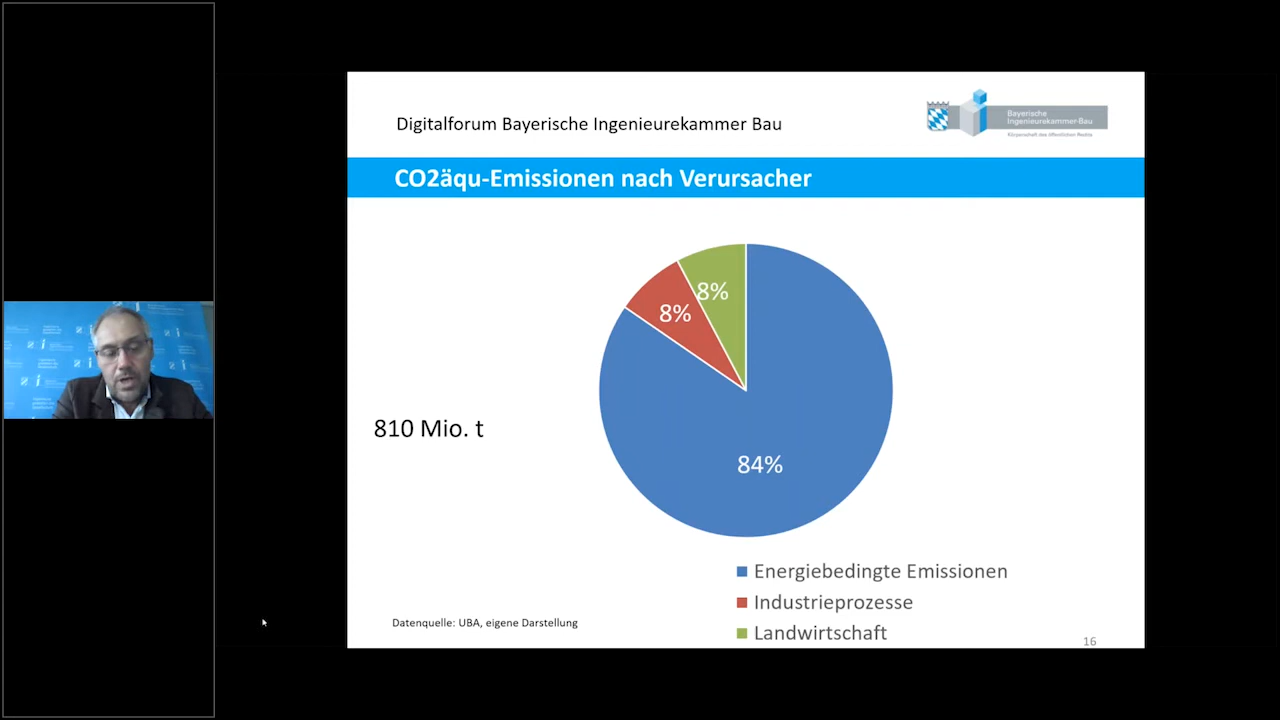 Digitalforum Bayerische Ingenieurekammer Bau
Bayerische
Ingenieurekammer-Bau
Körperschaft des öffentlichen Rechts
CO2äqu-Emissionen nach Verursacher
8%
8%
810 Mio. t
84%
Energiebedingte Emissionen
Industrieprozesse
Landwirtschaft
Datenquelle: UBA, eigene Darstellung
16